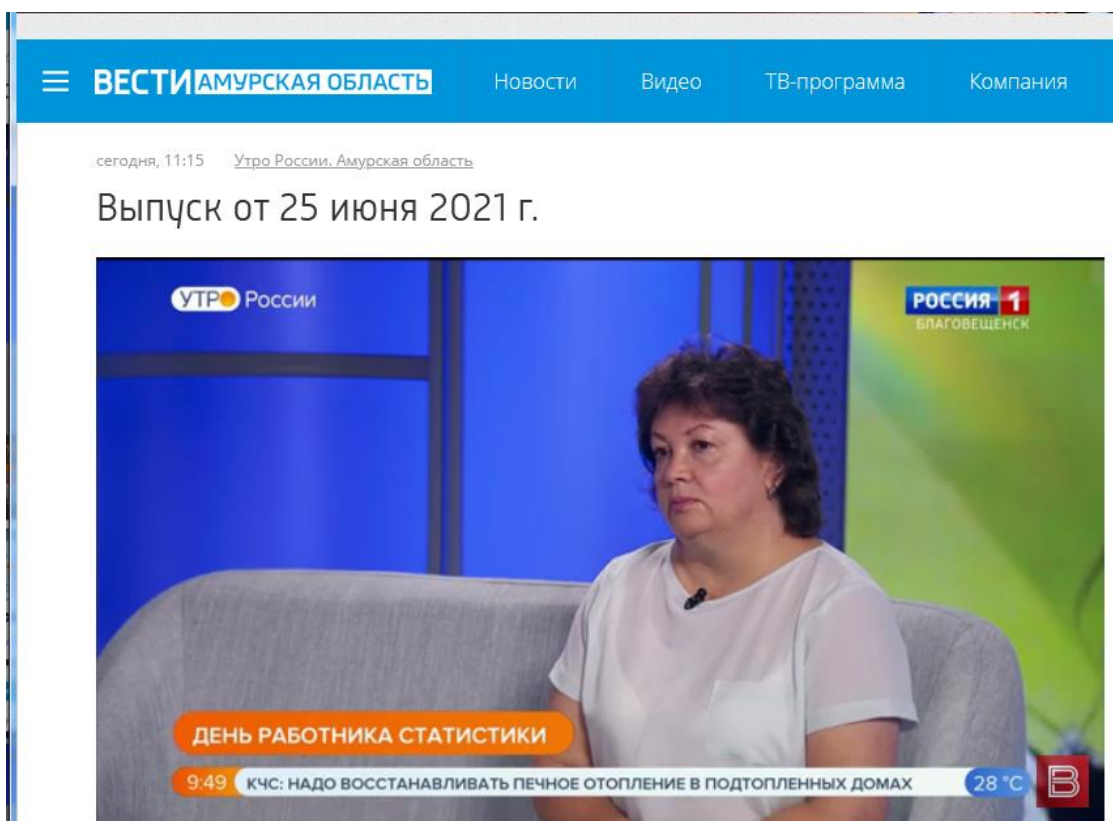 ВЕСТИ АМУРСКАЯ ОБЛАСТЬ Новости Видео ТВ-программа Компания
сегодня, 11:15 Утро России. Амурская область
Выпуск от 25 июня 2021 г.
УТРО России
РОССИЯ 1
БЛАГОВЕЩЕНСК
ДЕНЬ РАБОТНИКА СТАТИСТИКИ
9:49 КЧС: НАДО ВОССТАНАВЛИВАТЬ ПЕЧНОЕ ОТОПЛЕНИЕ В ПОДТОПЛЕННЫХ ДОМАХ 28 °C В